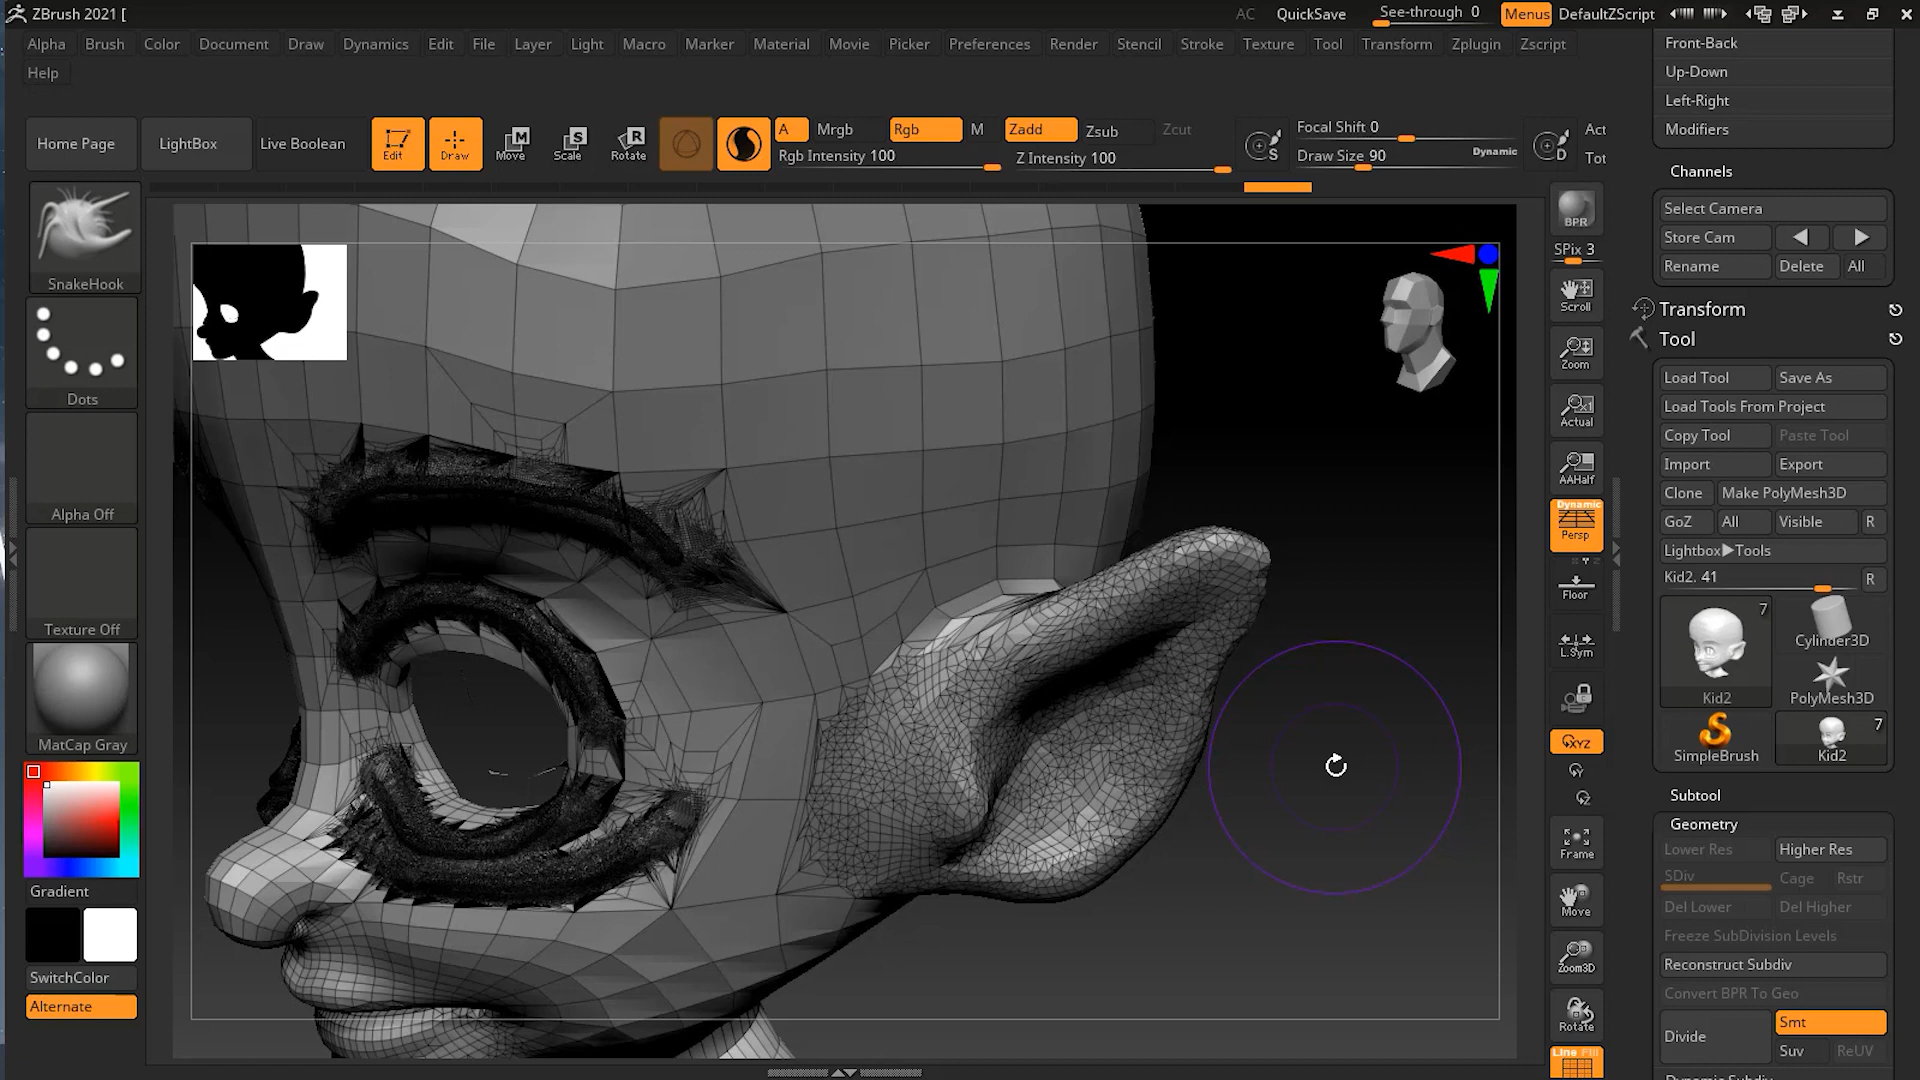 ZBrush 2021 [
AC QuickSave See-through 0 Menus DefaultZScript
Alpha Brush Color Document Draw Dynamics Edit File Layer Light Macro Marker Material Movie Picker Preferences Render Stencil Stroke Texture Tool Transform Zplugin Zscript
Help
Home Page LightBox Live Boolean Edit Draw Move Scale Rotate
M S R
A Mrgb Rgb M Zadd Zsub Zcut
Rgb Intensity 100 Z Intensity 100
S Focal Shift 0
Draw Size 90 Dynamic D
Act
Tot
SnakeHook
Dots
Alpha Off
Texture Off
MatCap Gray
Gradient
SwitchColor
Alternate
BPR
SPix 3
Scroll
Zoom
Actual
AAHalf
Dynamic
Persp
Floor
L.Sym
XYZ
Y
Z
Frame
Move
Zoom3D
Rotate
Line Fill
Front-Back
Up-Down
Left-Right
Modifiers
Channels
Select Camera
Store Cam
Rename Delete All
Transform
Tool
Load Tool Save As
Load Tools From Project
Copy Tool Paste Tool
Import Export
Clone Make PolyMesh3D
GoZ All Visible R
Lightbox▶Tools
Kid2. 41 R
7
Kid2
Cylinder3D
PolyMesh3D
SimpleBrush
7
Kid2
Subtool
Geometry
Lower Res Higher Res
SDiv Cage Rstr
Del Lower Del Higher
Freeze SubDivision Levels
Reconstruct Subdiv
Convert BPR To Geo
Divide Smt
Suv ReUV
Dynamic Subdiv